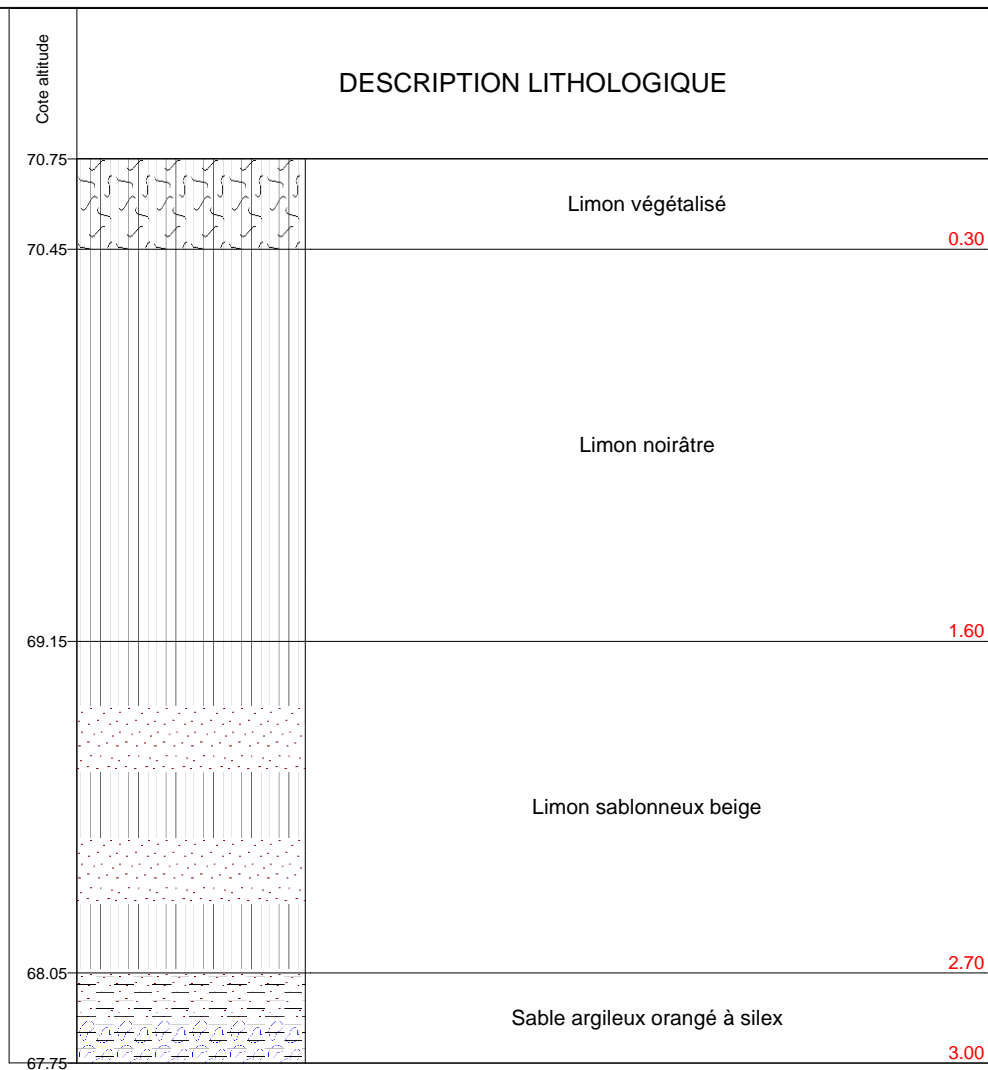 Cote altitude
DESCRIPTION LITHOLOGIQUE
70.75
Limon végétalisé
0.30
70.45
Limon noirâtre
1.60
69.15
Limon sablonneux beige
2.70
68.05
Sable argileux orangé à silex
3.00
67.75